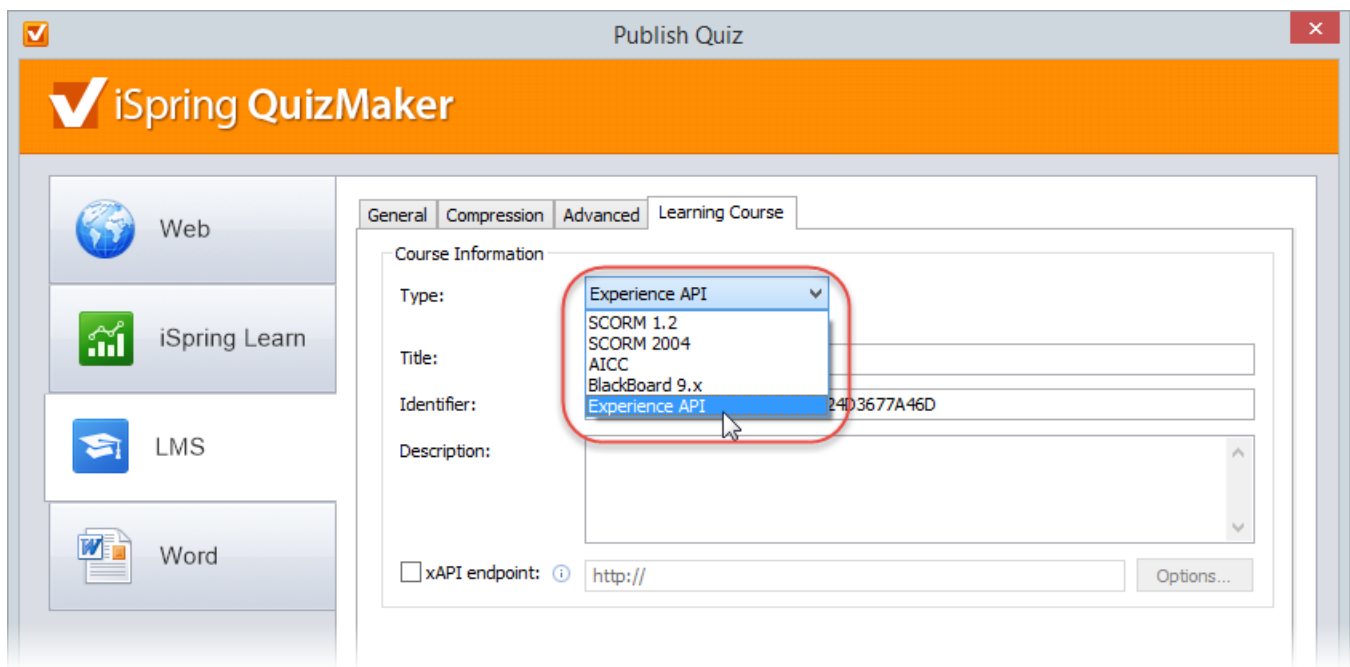 Publish Quiz
iSpring QuizMaker
Web
iSpring Learn
LMS
Word
General Compression Advanced Learning Course
Course Information
Type: Experience API
SCORM 1.2
SCORM 2004
AICC
BlackBoard 9.x
Experience API
Title:
Identifier: 24D3677A46D
Description:
xAPI endpoint: http:// Options...